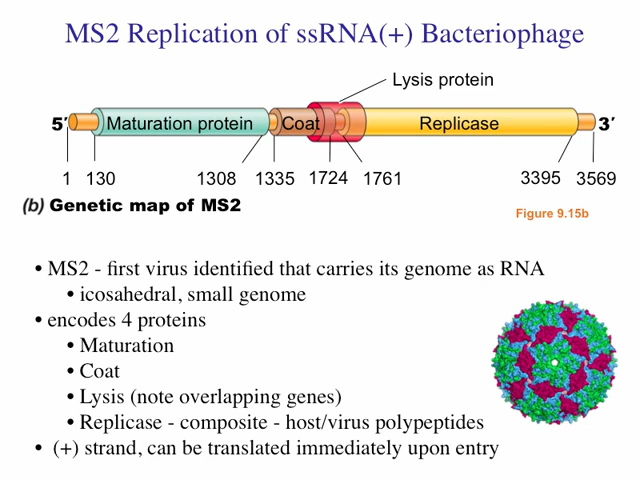 MS2 Replication of ssRNA(+) Bacteriophage
Lysis protein
5′ Maturation protein Coat Replicase 3′
1 130 1308 1335 1724 1761 3395 3569
(b) Genetic map of MS2
Figure 9.15b
• MS2 - first virus identified that carries its genome as RNA
• icosahedral, small genome
• encodes 4 proteins
• Maturation
• Coat
• Lysis (note overlapping genes)
• Replicase - composite - host/virus polypeptides
• (+) strand, can be translated immediately upon entry